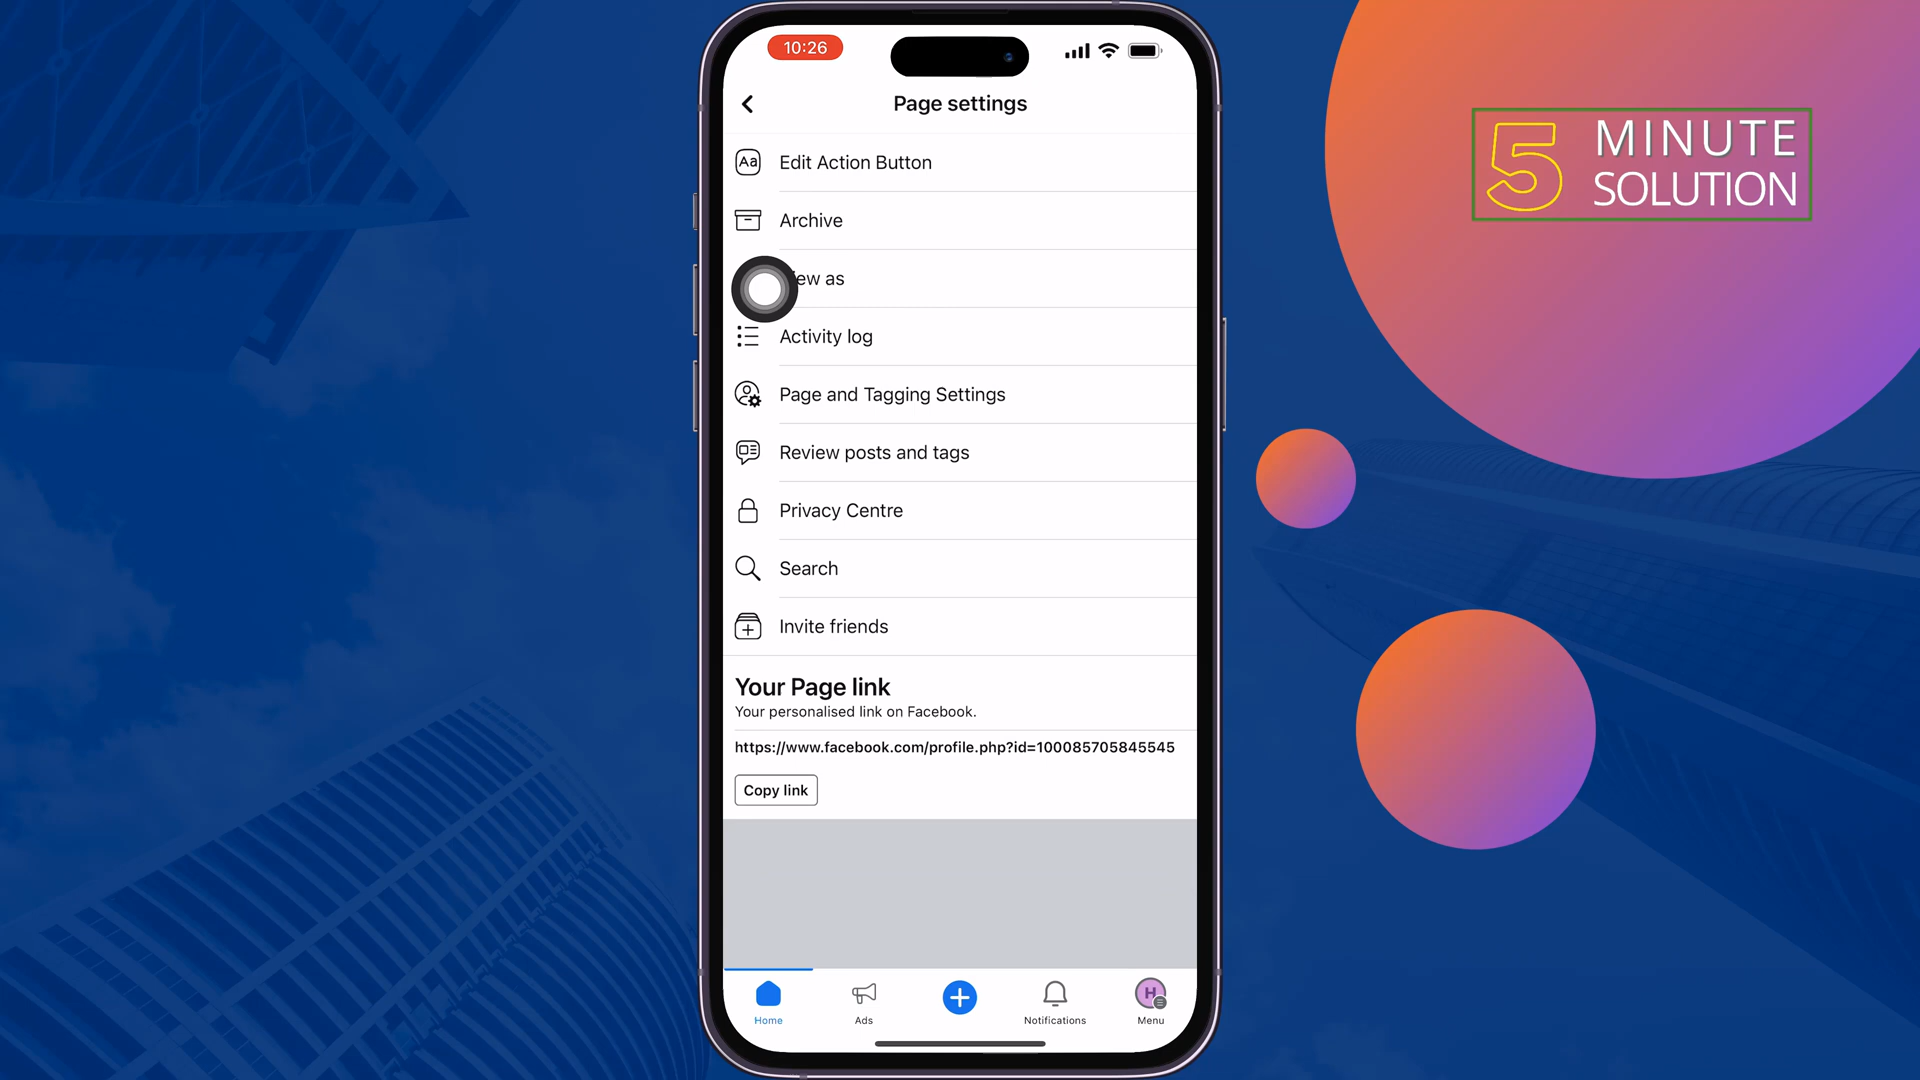 10:26
Page settings
Aa Edit Action Button
Archive
ew as
Activity log
Page and Tagging Settings
Review posts and tags
Privacy Centre
Search
Invite friends
Your Page link
Your personalised link on Facebook.
https://www.facebook.com/profile.php?id=100085705845545
Copy link
Home
Ads
Notifications
H
Menu
5 MINUTE
SOLUTION